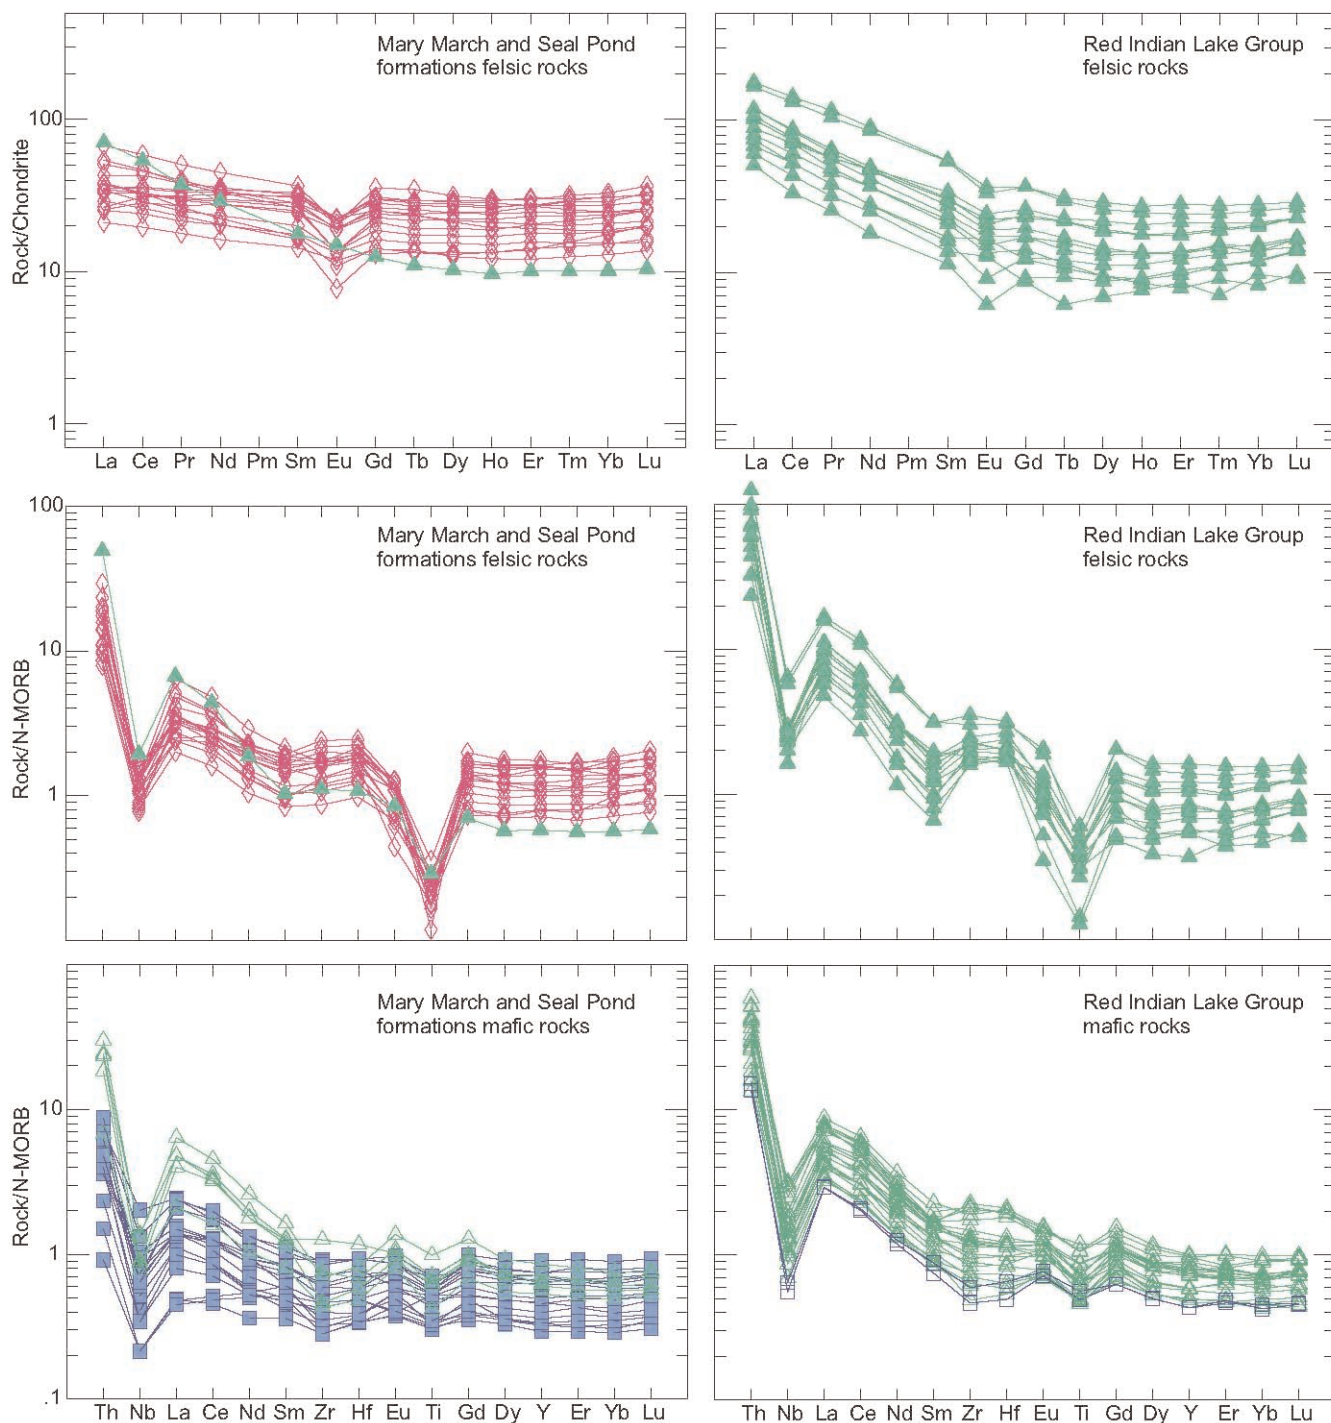 Mary March and Seal Pond
formations felsic rocks
Red Indian Lake Group
felsic rocks
Rock/Chondrite
100
10
1
La Ce Pr Nd Pm Sm Eu Gd Tb Dy Ho Er Tm Yb Lu
La Ce Pr Nd Pm Sm Eu Gd Tb Dy Ho Er Tm Yb Lu
Mary March and Seal Pond
formations felsic rocks
Red Indian Lake Group
felsic rocks
Rock/N-MORB
100
10
1
Mary March and Seal Pond
formations mafic rocks
Red Indian Lake Group
mafic rocks
Rock/N-MORB
10
1
.1
Th Nb La Ce Nd Sm Zr Hf Eu Ti Gd Dy Y Er Yb Lu
Th Nb La Ce Nd Sm Zr Hf Eu Ti Gd Dy Y Er Yb Lu